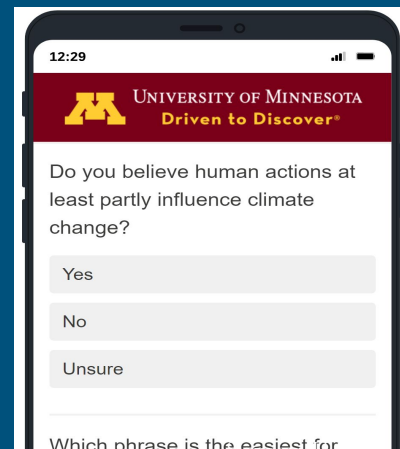 12:29
UNIVERSITY OF MINNESOTA
Driven to Discover®
Do you believe human actions at
least partly influence climate
change?
Yes
No
Unsure
Which phrase is the easiest for